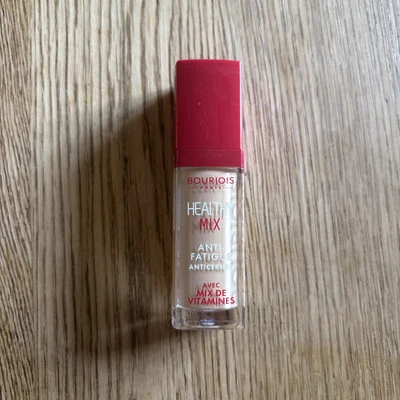 BOURJOIS
PARIS
HEALTHY
MIX
ANTI-
FATIGUE
ANTICERNES
AVEC
MIX DE
VITAMINES